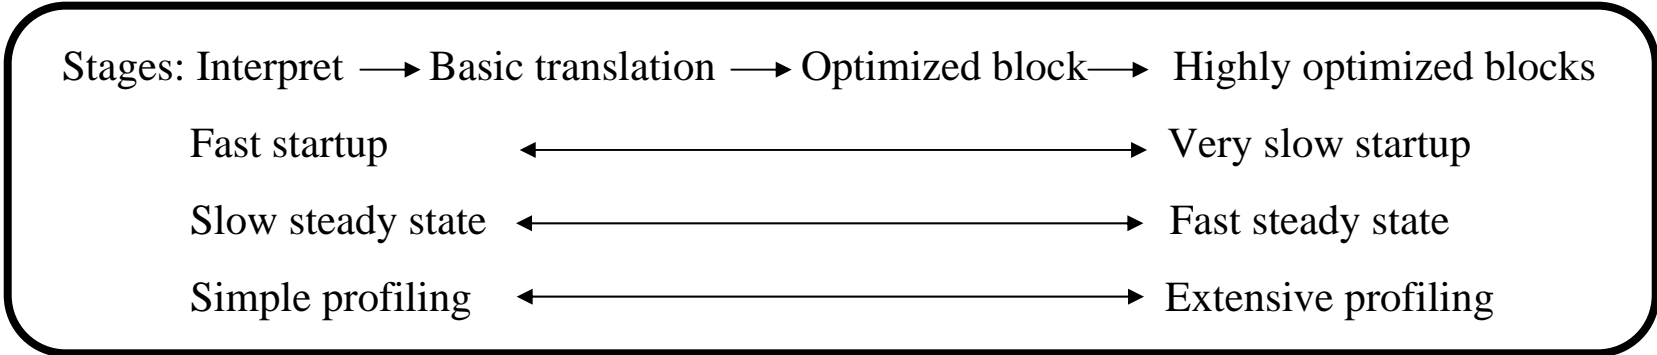 Stages: Interpret → Basic translation → Optimized block → Highly optimized blocks
Fast startup ↔ Very slow startup
Slow steady state ↔ Fast steady state
Simple profiling ↔ Extensive profiling